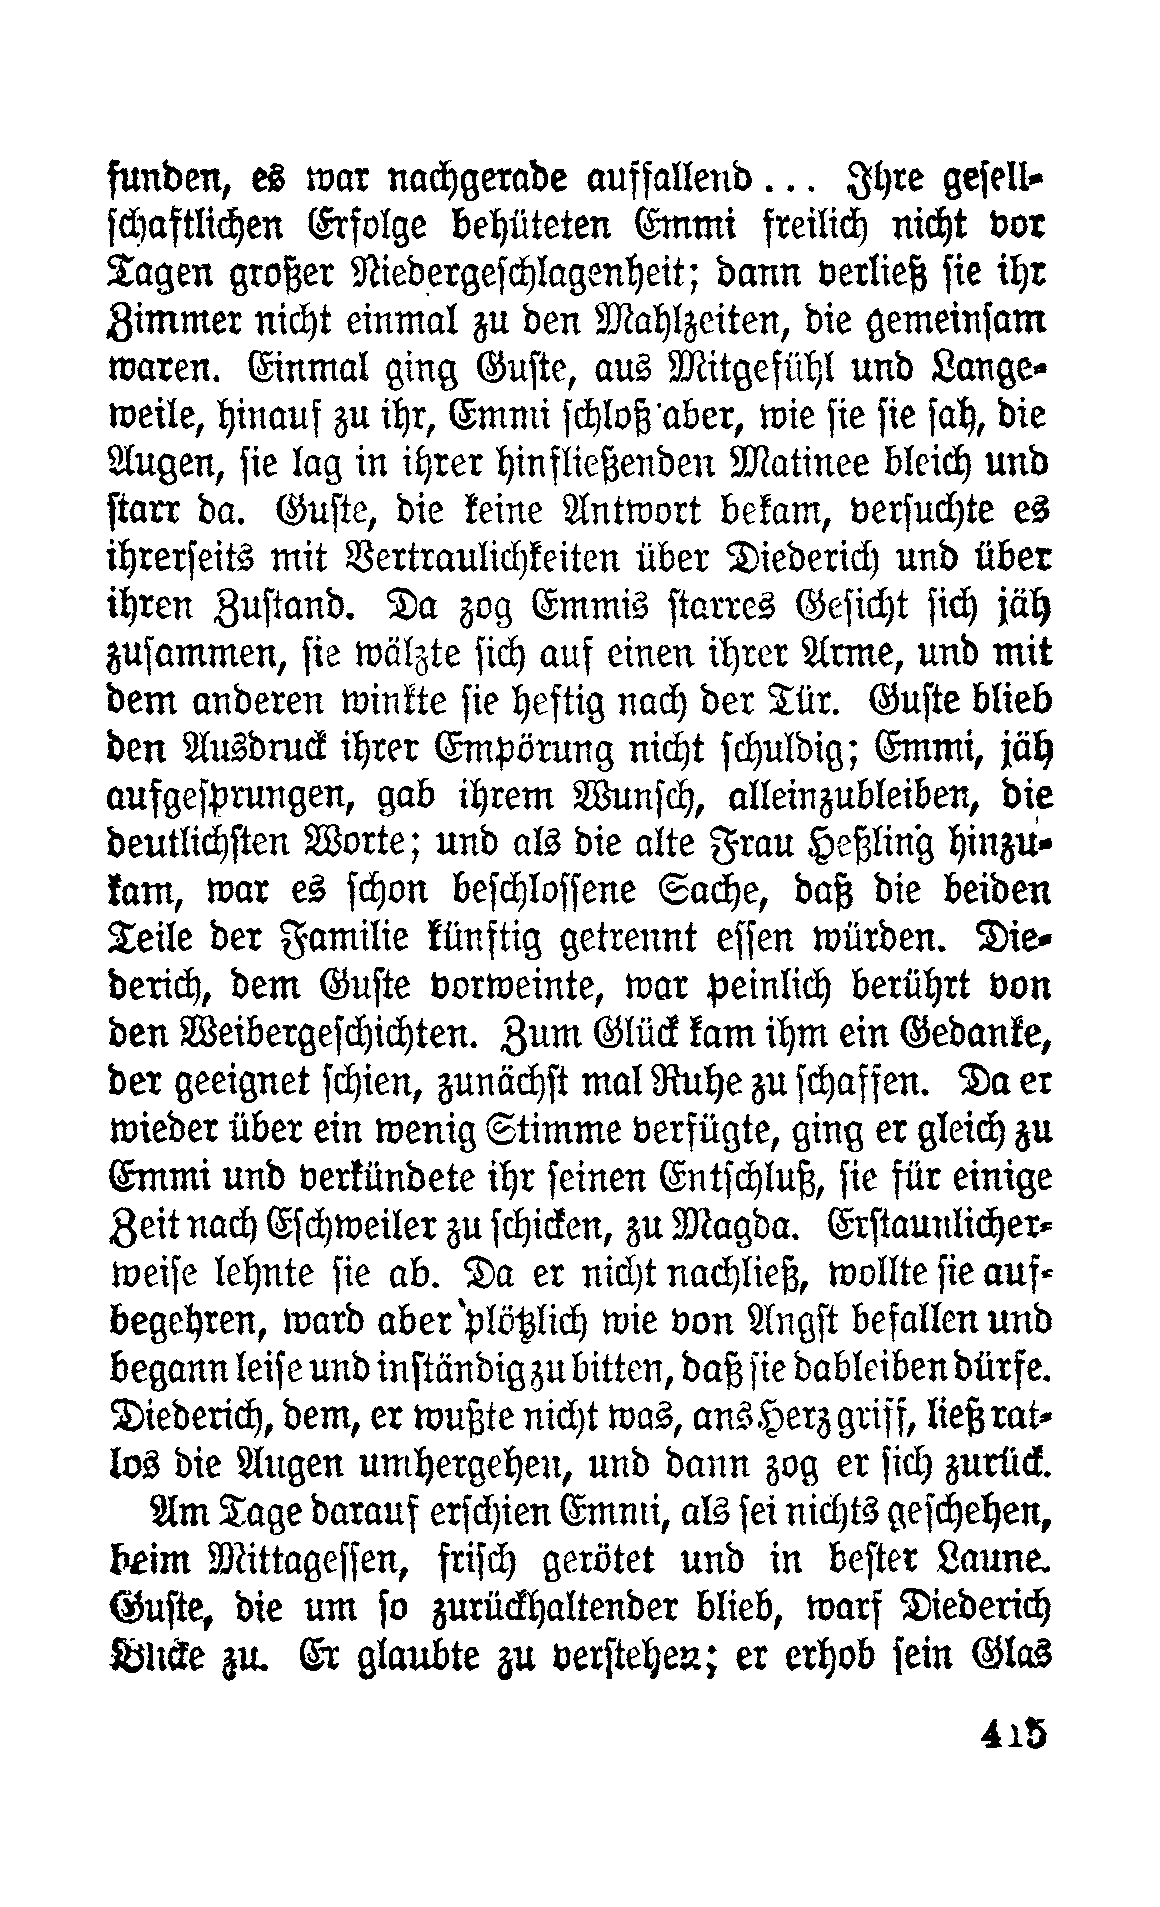 funden, es war nachgerade auffallend ... Ihre gesell-
schaftlichen Erfolge behüteten Emmi freilich nicht vor
Tagen großer Niedergeschlagenheit; dann verließ sie ihr
Zimmer nicht einmal zu den Mahlzeiten, die gemeinsam
waren. Einmal ging Guste, aus Mitgefühl und Lange-
weile, hinauf zu ihr, Emmi schloß aber, wie sie sie sah, die
Augen, sie lag in ihrer hinfließenden Matinee bleich und
starr da. Guste, die keine Antwort bekam, versuchte es
ihrerseits mit Vertraulichkeiten über Diederich und über
ihren Zustand. Da zog Emmis starres Gesicht sich jäh
zusammen, sie wälzte sich auf einen ihrer Arme, und mit
dem anderen winkte sie heftig nach der Tür. Guste blieb
den Ausdruck ihrer Empörung nicht schuldig; Emmi, jäh
aufgesprungen, gab ihrem Wunsch, alleinzubleiben, die
deutlichsten Worte; und als die alte Frau Heßling hinzu-
kam, war es schon beschlossene Sache, daß die beiden
Teile der Familie künftig getrennt essen würden. Die-
derich, dem Guste vorweinte, war peinlich berührt von
den Weibergeschichten. Zum Glück kam ihm ein Gedanke,
der geeignet schien, zunächst mal Ruhe zu schaffen. Da er
wieder über ein wenig Stimme verfügte, ging er gleich zu
Emmi und verkündete ihr seinen Entschluß, sie für einige
Zeit nach Eschweiler zu schicken, zu Magda. Erstaunlicher-
weise lehnte sie ab. Da er nicht nachließ, wollte sie auf-
begehren, ward aber plötzlich wie von Angst befallen und
begann leise und inständig zu bitten, daß sie dableiben dürfe.
Diederich, dem, er wußte nicht was, ans Herz griff, ließ rat-
los die Augen umhergehen, und dann zog er sich zurück.
Am Tage darauf erschien Emmi, als sei nichts geschehen,
beim Mittagessen, frisch gerötet und in bester Laune.
Guste, die um so zurückhaltender blieb, warf Diederich
Blicke zu. Er glaubte zu verstehen; er erhob sein Glas
415